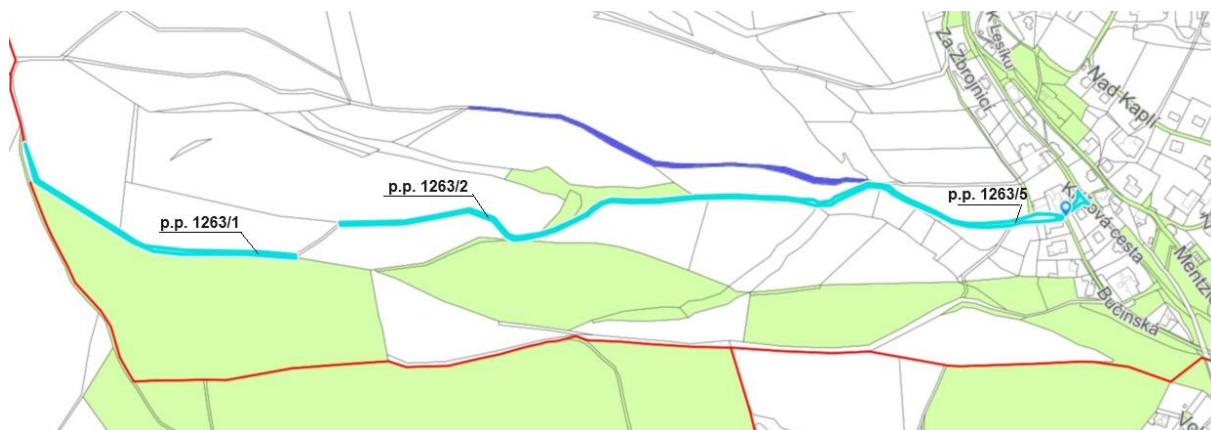 K Lesíku
Za Zbrojnicí
Nad Kaplí
p.p. 1263/2
p.p. 1263/5
p.p. 1263/1
Bučinská